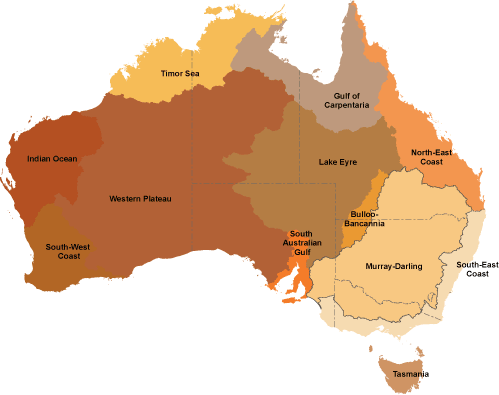 Timor Sea
Gulf of
Carpentaria
Indian Ocean
North-East
Coast
Lake Eyre
Western Plateau
Bulloo-
Bancannia
South
Australian
Gulf
South-West
Coast
Murray-Darling
South-East
Coast
Tasmania